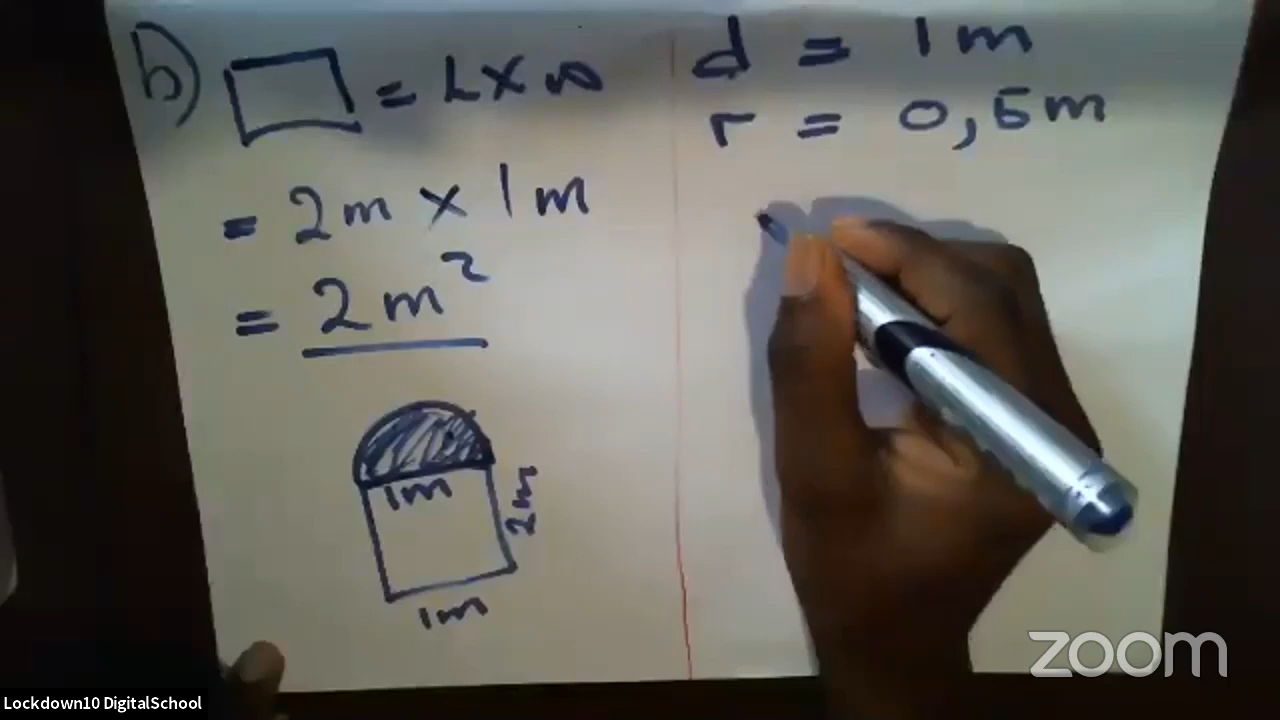 b) = L × W
= 2m × 1m
= 2m²
1m
2m
1m
d = 1m
r = 0,5m
zoom
Lockdown10 DigitalSchool